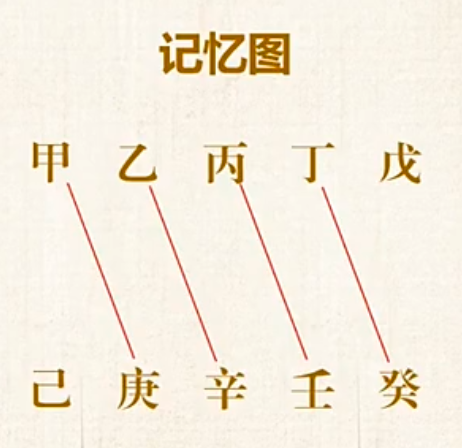 记忆图
甲 乙 丙 丁 戊
己 庚 辛 壬 癸